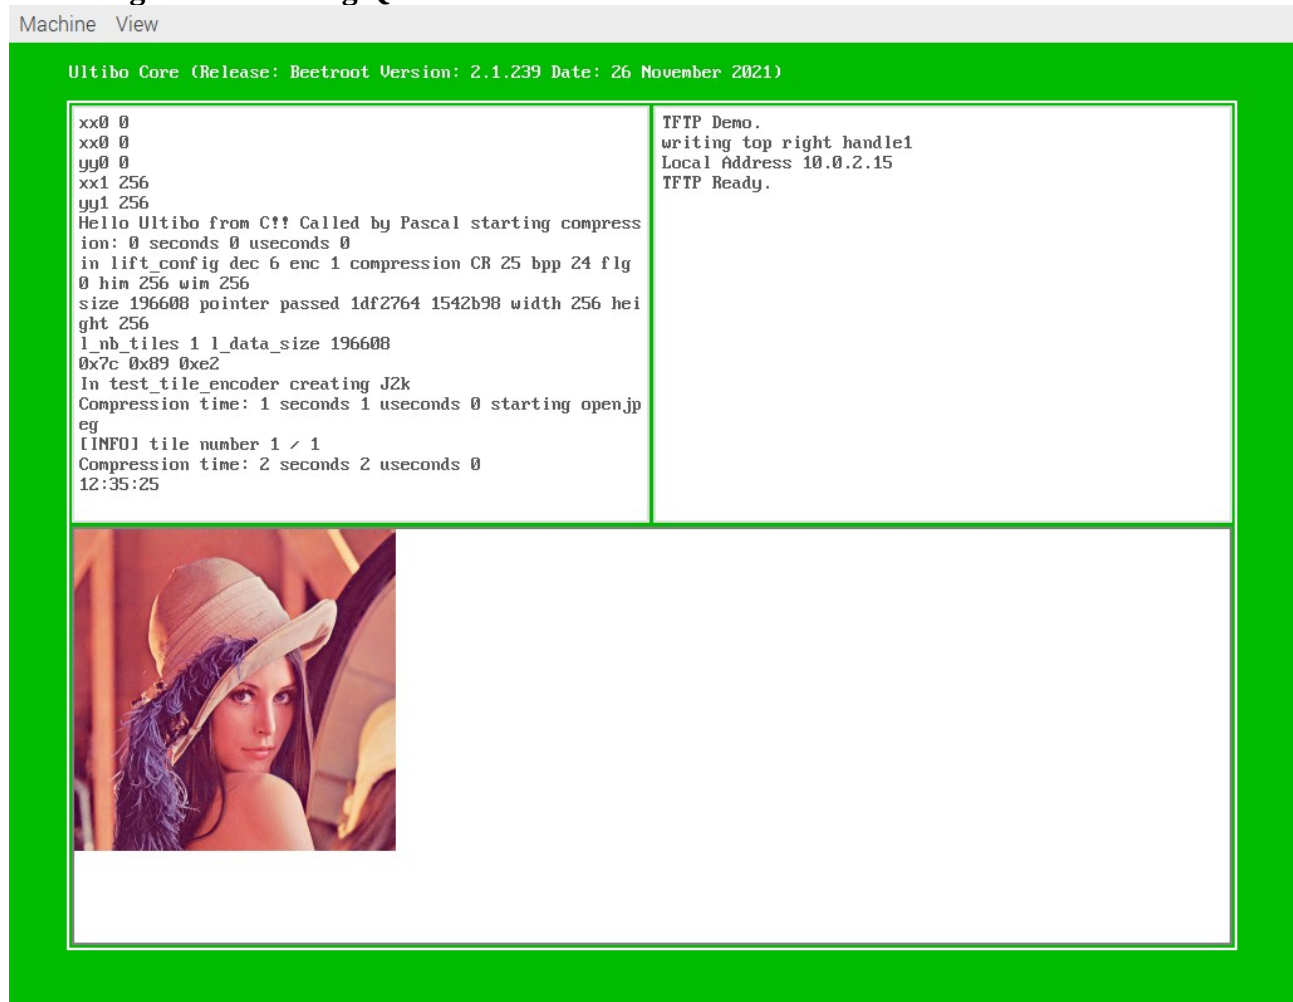 Machine View
Ultibo Core (Release: Beetroot Version: 2.1.239 Date: 26 November 2021)
xx0 0
xx0 0
yy0 0
xx1 256
yy1 256
Hello Ultibo from C!! Called by Pascal starting compress
ion: 0 seconds 0 useconds 0
in lift_config dec 6 enc 1 compression CR 25 bpp 24 flg
0 him 256 wim 256
size 196608 pointer passed 1df2764 1542b98 width 256 hei
ght 256
l_nb_tiles 1 l_data_size 196608
0x7c 0x89 0xe2
In test_tile_encoder creating J2k
Compression time: 1 seconds 1 useconds 0 starting openjp
eg
[INFO] tile number 1 / 1
Compression time: 2 seconds 2 useconds 0
12:35:25
TFTP Demo.
writing top right handle1
Local Address 10.0.2.15
TFTP Ready.